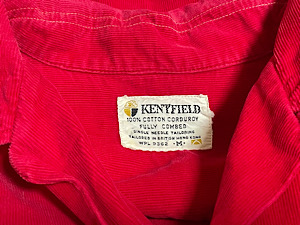 KENTFIELD
100% COTTON CORDUROY
FULLY COMBED
SINGLE NEEDLE TAILORING
TAILORED IN BRITISH HONG KONG
WPL 9362 -M-